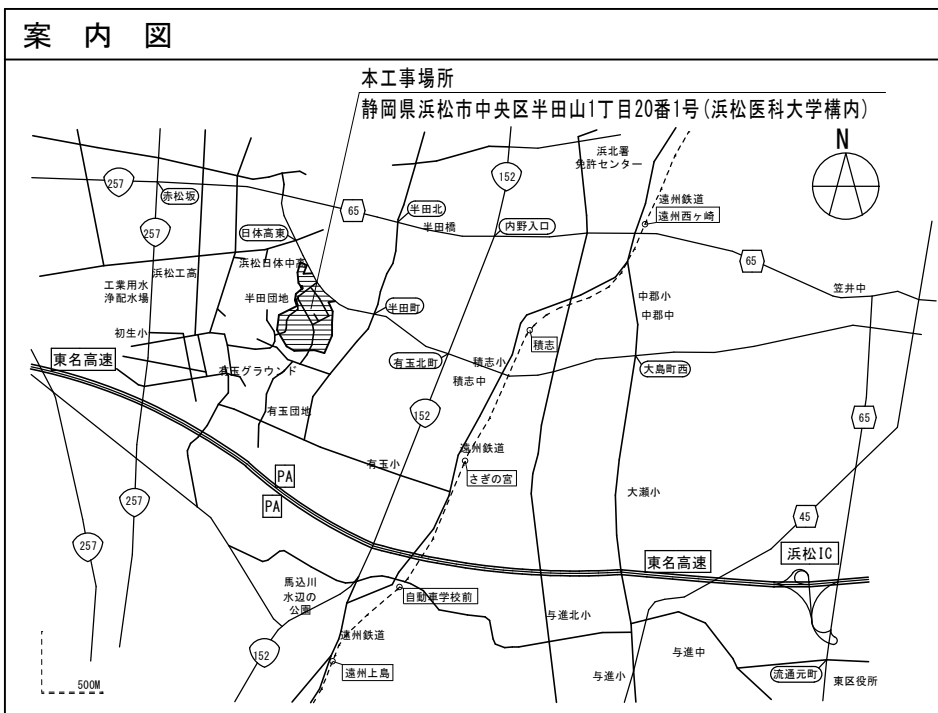 案内図
本工事場所
静岡県浜松市中央区半田山1丁目20番1号(浜松医科大学構内)
N
浜北署
免許センター
257
152
赤松坂
遠州鉄道
遠州西ヶ崎
65
半田北
半田橋
257
日体高東
内野入口
浜松日体中高
65
浜松工高
工業用水
浄配水場
半田団地
笠井中
中郡小
中郡中
半田町
初生小
積志
東名高速
有玉北町
積志小
大島町西
有玉グラウンド
積志中
有玉団地
152
65
遠州鉄道
有玉小
PA
さぎの宮
大瀬小
257
PA
45
257
浜松IC
東名高速
馬込川
水辺の
公園
自動車学校前
与進北小
遠州鉄道
152
与進中
遠州上島
与進小
流通元町
東区役所
500M